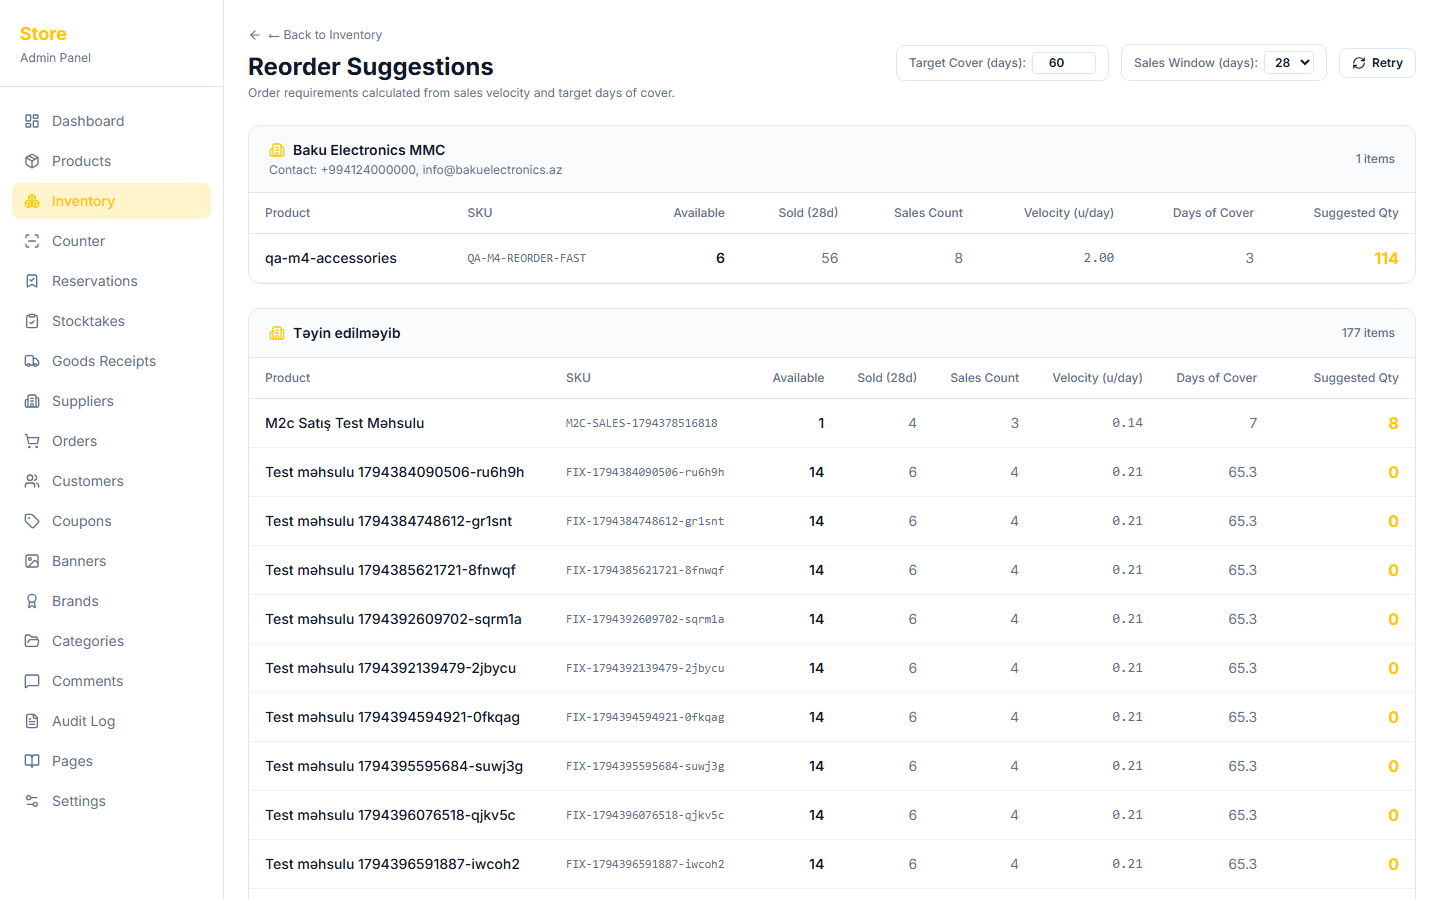 Store
Admin Panel
Dashboard
Products
Inventory
Counter
Reservations
Stocktakes
Goods Receipts
Suppliers
Orders
Customers
Coupons
Banners
Brands
Categories
Comments
Audit Log
Pages
Settings
← ← Back to Inventory
Reorder Suggestions
Order requirements calculated from sales velocity and target days of cover.
Target Cover (days): 60
Sales Window (days): 28
Retry
Baku Electronics MMC
Contact: +994124000000, info@bakuelectronics.az
1 items
Product SKU Available Sold (28d) Sales Count Velocity (u/day) Days of Cover Suggested Qty
qa-m4-accessories QA-M4-REORDER-FAST 6 56 8 2.00 3 114
Təyin edilməyib
177 items
Product SKU Available Sold (28d) Sales Count Velocity (u/day) Days of Cover Suggested Qty
M2c Satış Test Məhsulu M2C-SALES-1794378516818 1 4 3 0.14 7 8
Test məhsulu 1794384090506-ru6h9h FIX-1794384090506-ru6h9h 14 6 4 0.21 65.3 0
Test məhsulu 1794384748612-gr1snt FIX-1794384748612-gr1snt 14 6 4 0.21 65.3 0
Test məhsulu 1794385621721-8fnwqf FIX-1794385621721-8fnwqf 14 6 4 0.21 65.3 0
Test məhsulu 1794392609702-sqrm1a FIX-1794392609702-sqrm1a 14 6 4 0.21 65.3 0
Test məhsulu 1794392139479-2jbycu FIX-1794392139479-2jbycu 14 6 4 0.21 65.3 0
Test məhsulu 1794394594921-0fkqag FIX-1794394594921-0fkqag 14 6 4 0.21 65.3 0
Test məhsulu 1794395595684-suwj3g FIX-1794395595684-suwj3g 14 6 4 0.21 65.3 0
Test məhsulu 1794396076518-qjkv5c FIX-1794396076518-qjkv5c 14 6 4 0.21 65.3 0
Test məhsulu 1794396591887-iwcoh2 FIX-1794396591887-iwcoh2 14 6 4 0.21 65.3 0